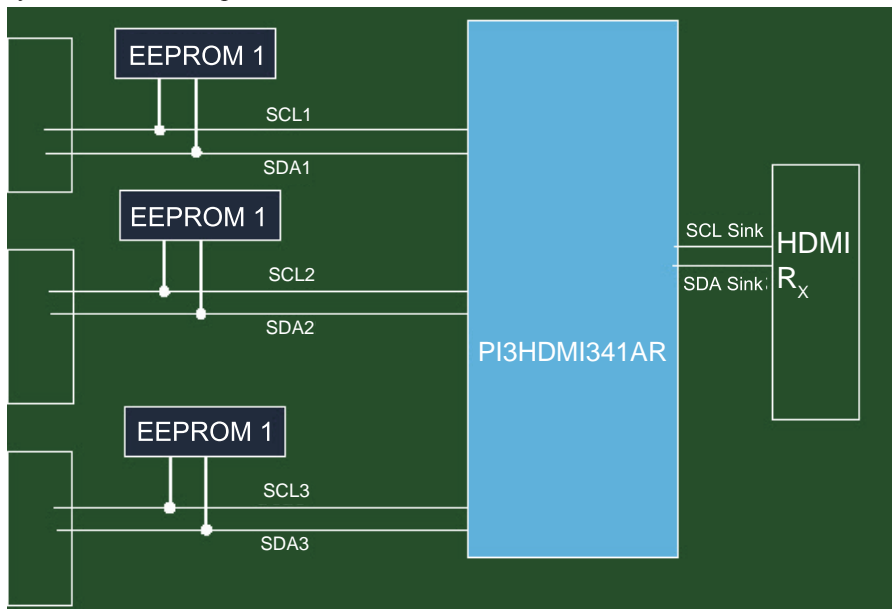 EEPROM 1
SCL1
SDA1
EEPROM 1
SCL2
SDA2
EEPROM 1
SCL3
SDA3
PI3HDMI341AR
SCL Sink
SDA Sink
HDMI
RX